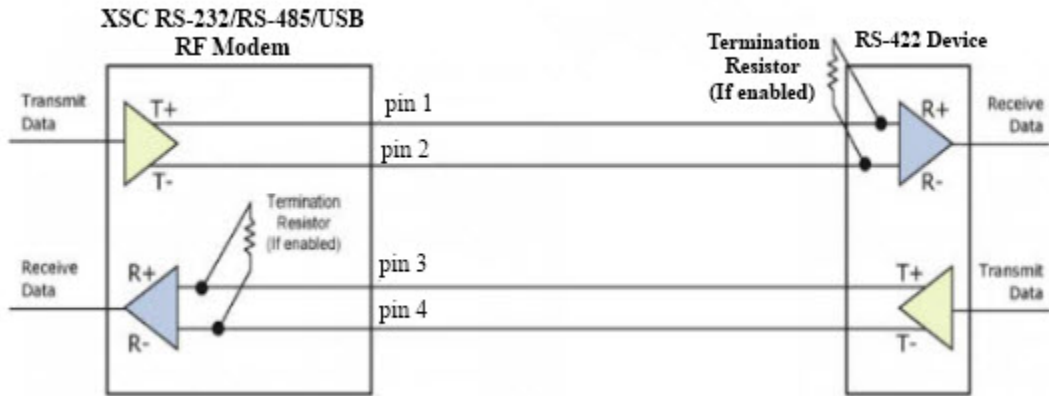 XSC RS-232/RS-485/USB
RF Modem
Termination
Resistor
(If enabled)
RS-422 Device
Transmit
Data
T+
T-
pin 1
pin 2
R+
R-
Receive
Data
Termination
Resistor
(If enabled)
Receive
Data
R+
R-
pin 3
pin 4
T+
T-
Transmit
Data